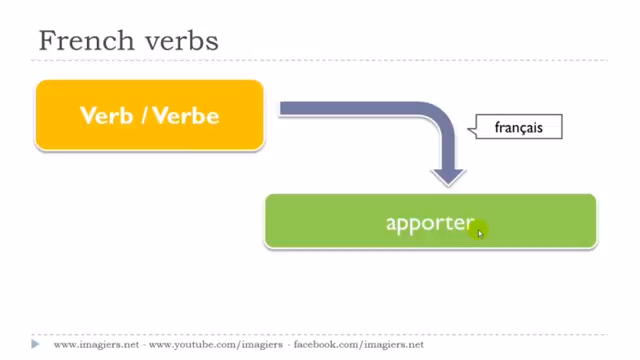 French verbs
Verb / Verbe
français
apporter
www.imagiers.net - www.youtube.com/imagiers - facebook.com/imagiers.net